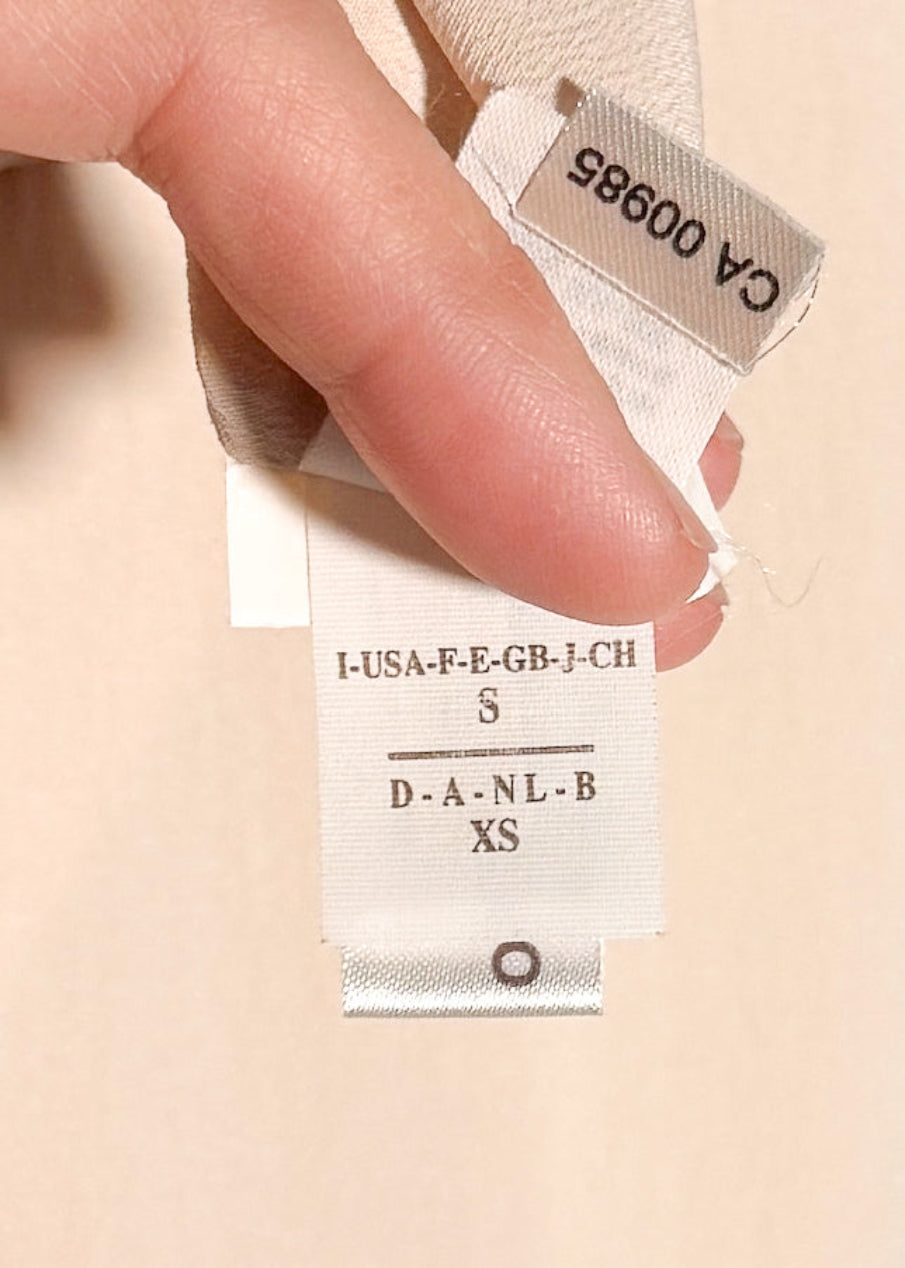 CA 00985
I-USA-F-E-GB-J-CH
S
D-A-NL-B
XS
O